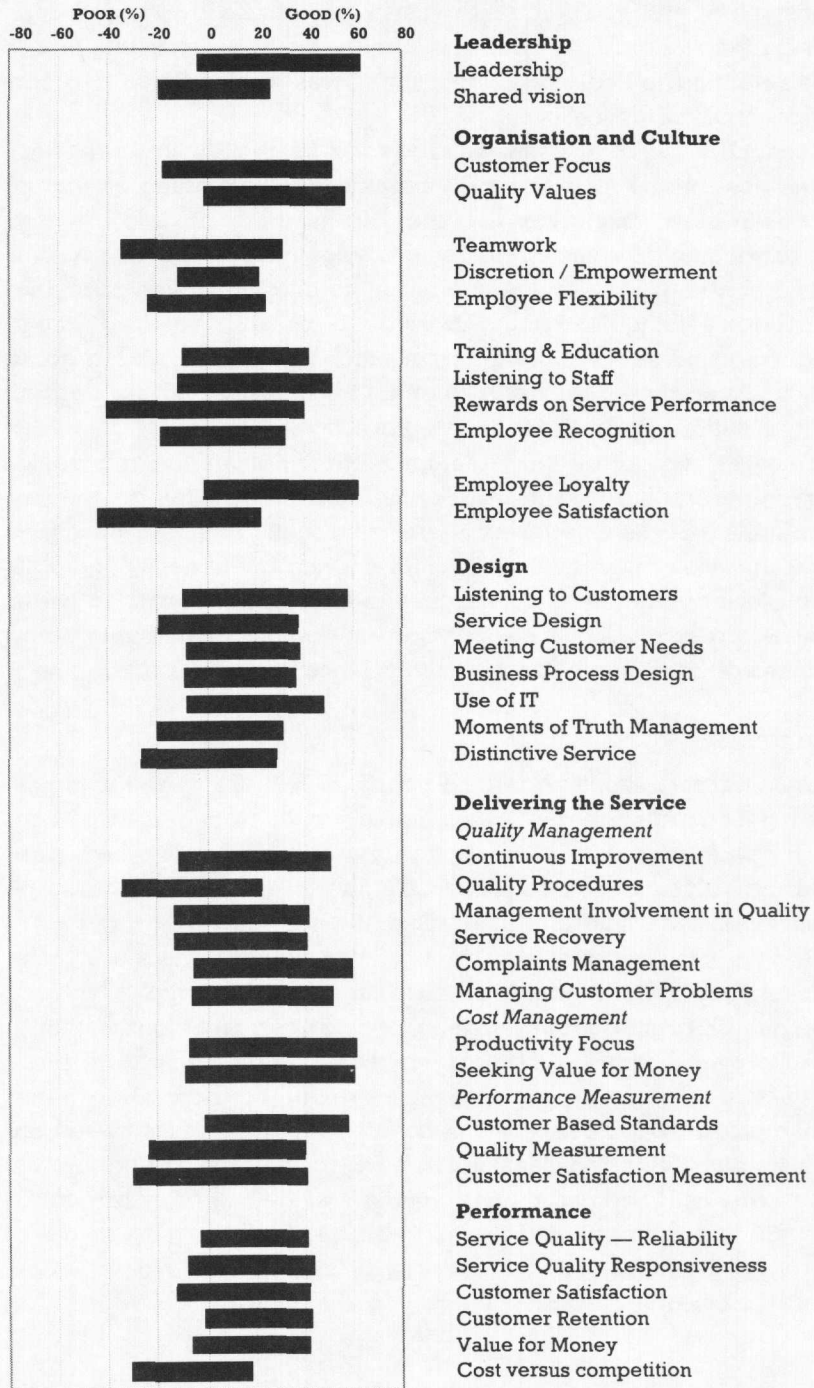 POOR (%) GOOD (%)
-80 -60 -40 -20 0 20 40 60 80
Leadership
Leadership
Shared vision
Organisation and Culture
Customer Focus
Quality Values
Teamwork
Discretion / Empowerment
Employee Flexibility
Training & Education
Listening to Staff
Rewards on Service Performance
Employee Recognition
Employee Loyalty
Employee Satisfaction
Design
Listening to Customers
Service Design
Meeting Customer Needs
Business Process Design
Use of IT
Moments of Truth Management
Distinctive Service
Delivering the Service
Quality Management
Continuous Improvement
Quality Procedures
Management Involvement in Quality
Service Recovery
Complaints Management
Managing Customer Problems
Cost Management
Productivity Focus
Seeking Value for Money
Performance Measurement
Customer Based Standards
Quality Measurement
Customer Satisfaction Measurement
Performance
Service Quality — Reliability
Service Quality Responsiveness
Customer Satisfaction
Customer Retention
Value for Money
Cost versus competition